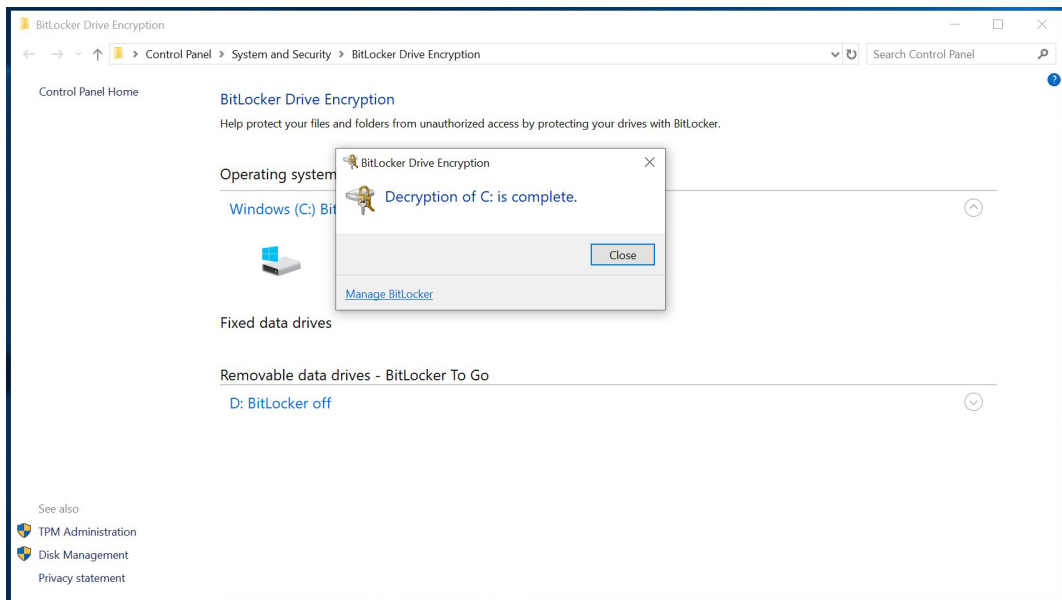 BitLocker Drive Encryption
Control Panel > System and Security > BitLocker Drive Encryption
Search Control Panel
Control Panel Home
BitLocker Drive Encryption
Help protect your files and folders from unauthorized access by protecting your drives with BitLocker.
Operating system
Windows (C:) Bit
BitLocker Drive Encryption
Decryption of C: is complete.
Close
Manage BitLocker
Fixed data drives
Removable data drives - BitLocker To Go
D: BitLocker off
See also
TPM Administration
Disk Management
Privacy statement